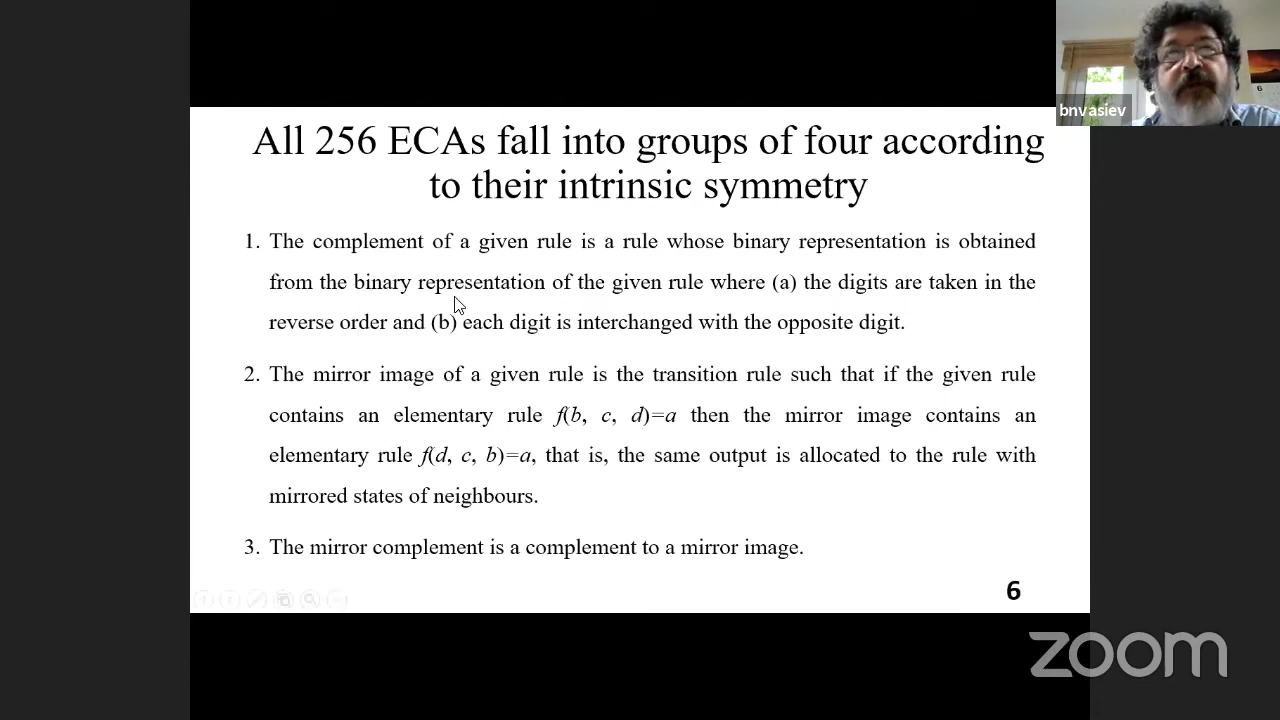 bnvasiev
All 256 ECAs fall into groups of four according
to their intrinsic symmetry
1. The complement of a given rule is a rule whose binary representation is obtained
from the binary representation of the given rule where (a) the digits are taken in the
reverse order and (b) each digit is interchanged with the opposite digit.
2. The mirror image of a given rule is the transition rule such that if the given rule
contains an elementary rule f(b, c, d)=a then the mirror image contains an
elementary rule f(d, c, b)=a, that is, the same output is allocated to the rule with
mirrored states of neighbours.
3. The mirror complement is a complement to a mirror image.
6
zoom